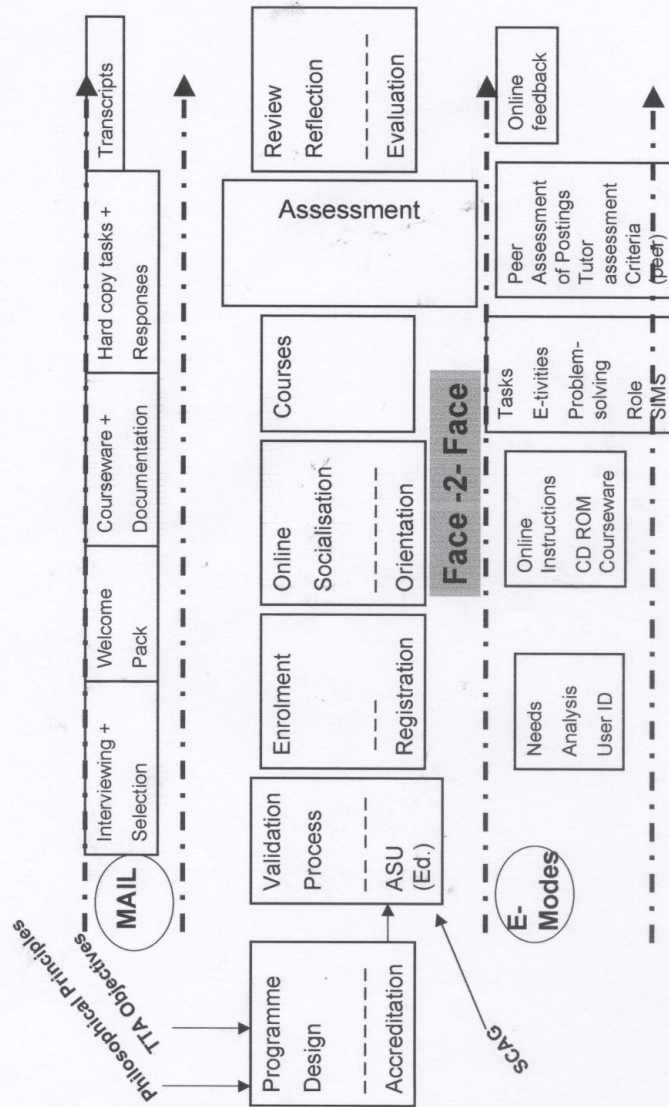 Philosophical Principles
TTA Objectives
MAIL
Interviewing +
Selection
Welcome
Pack
Courseware +
Documentation
Hard copy tasks +
Responses
Transcripts
Programme
Design
Accreditation
Validation
Process
ASU
(Ed.)
Enrolment
Registration
Online
Socialisation
Orientation
Courses
Assessment
Review
Reflection
Evaluation
Face -2- Face
SCAG
E-
Modes
Needs
Analysis
User ID
Online
Instructions
CD ROM
Courseware
Tasks
E-tivities
Problem-
solving
Role
SIMS
Peer
Assessment
of Postings
Tutor
assessment
Criteria
(peer)
Online
feedback